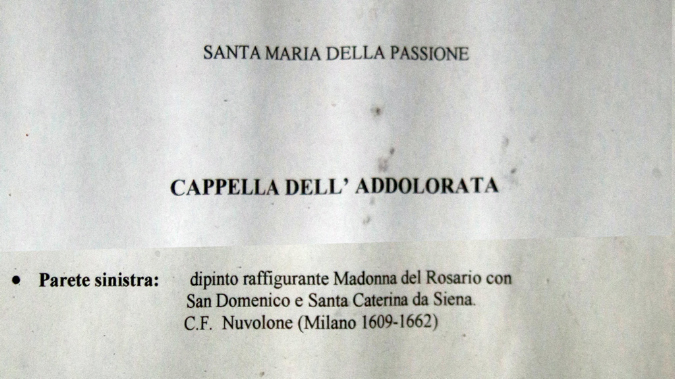 SANTA MARIA DELLA PASSIONE
CAPPELLA DELL' ADDOLORATA
• Parete sinistra: dipinto raffigurante Madonna del Rosario con
San Domenico e Santa Caterina da Siena.
C.F. Nuvolone (Milano 1609-1662)